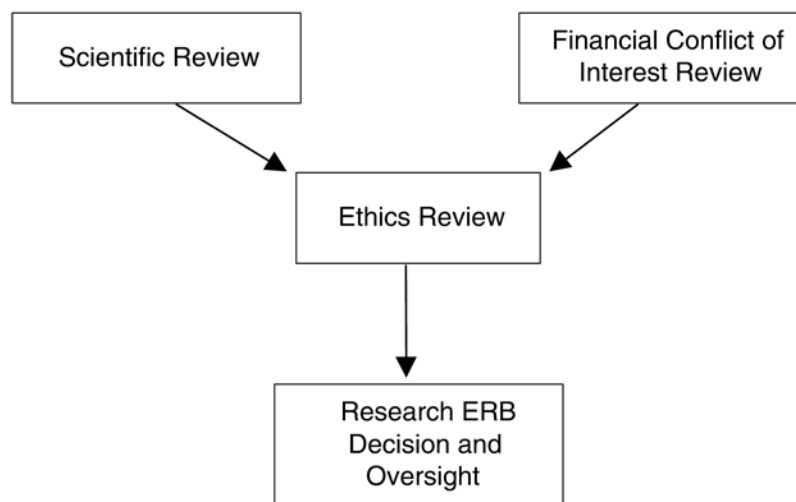 Scientific Review
Financial Conflict of
Interest Review
Ethics Review
Research ERB
Decision and
Oversight